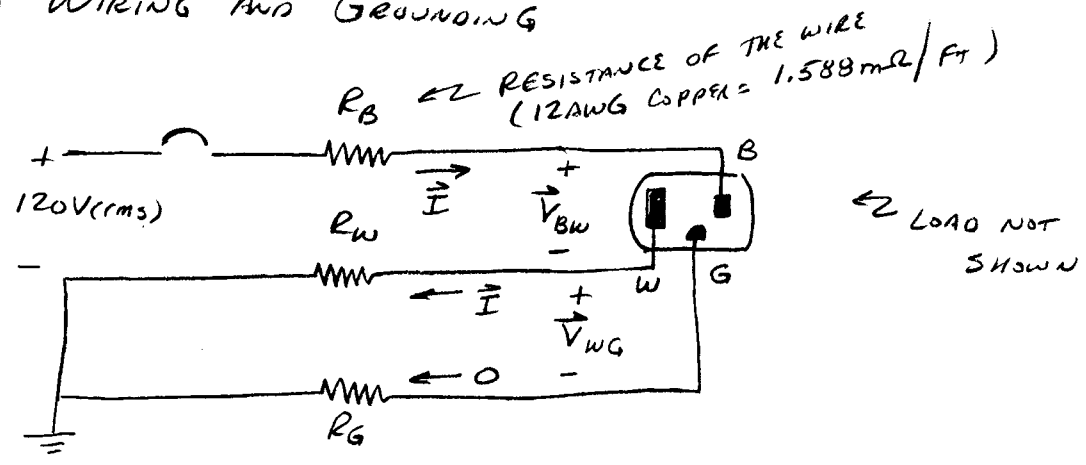 WIRING AND GROUNDING
RESISTANCE OF THE WIRE
(12AWG COPPER = 1.588mΩ/FT)
R_B
+
B
I
+
V_BW
-
120V(rms)
R_W
LOAD NOT
SHOWN
-
W
G
I
+
V_WG
-
0
R_G